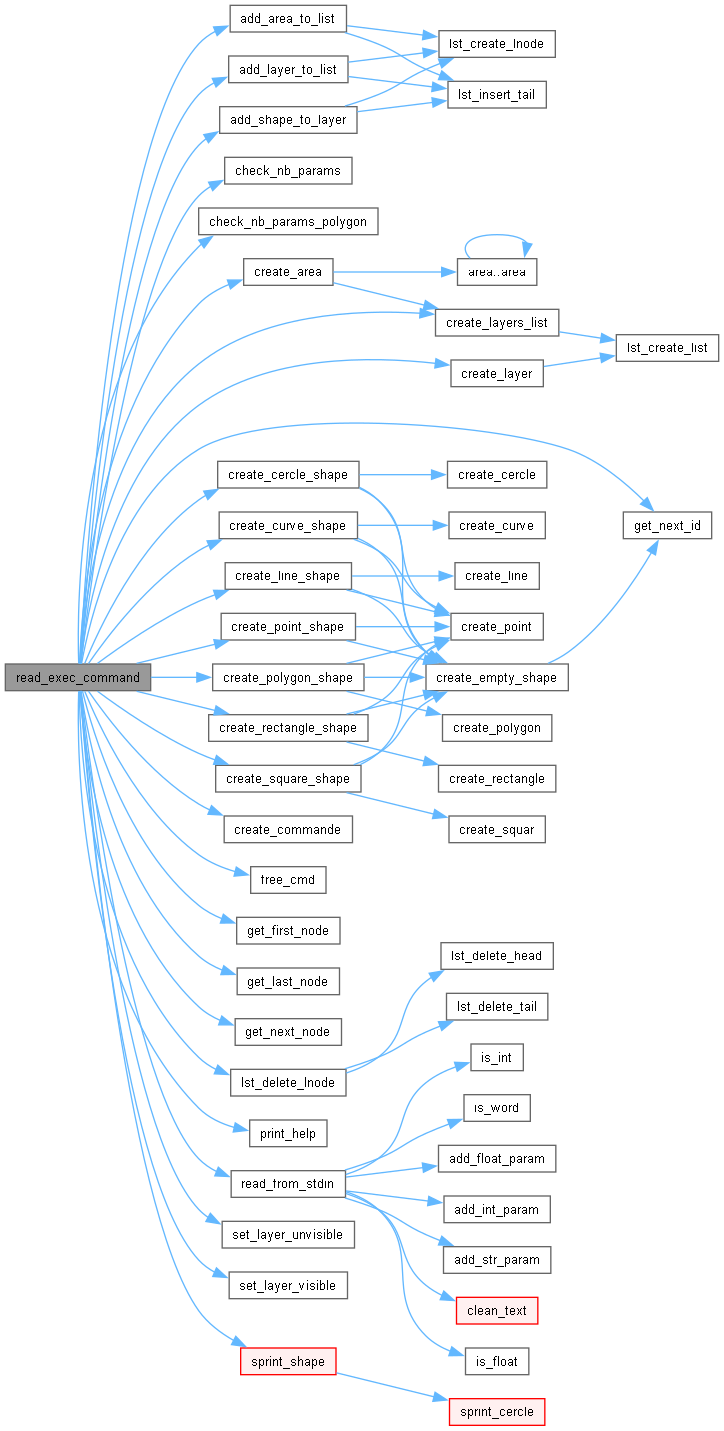 add_area_to_list
lst_create_lnode
add_layer_to_list
lst_insert_tail
add_shape_to_layer
check_nb_params
check_nb_params_polygon
create_area
area::area
create_layers_list
lst_create_list
create_layer
create_cercle_shape
create_cercle
create_curve_shape
create_curve
get_next_id
create_line_shape
create_line
create_point_shape
create_point
read_exec_command
create_polygon_shape
create_empty_shape
create_rectangle_shape
create_polygon
create_square_shape
create_rectangle
create_commande
create_squar
free_cmd
get_first_node
lst_delete_head
get_last_node
lst_delete_tail
get_next_node
is_int
lst_delete_lnode
is_word
print_help
add_float_param
read_from_stdin
add_int_param
set_layer_unvisible
add_str_param
set_layer_visible
clean_text
sprint_shape
is_float
sprint_cercle